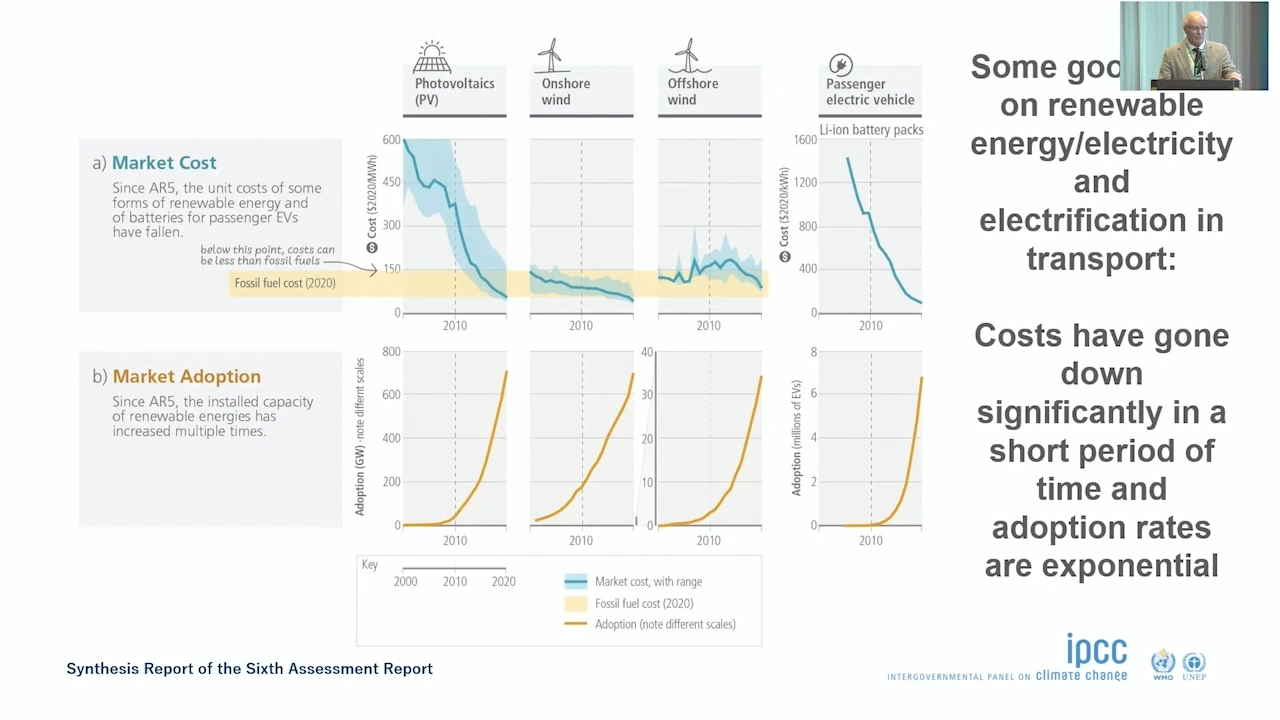 Photovoltaics
(PV)
Onshore
wind
Offshore
wind
Passenger
electric vehicle
Li-ion battery packs
Some
on renewable
energy/electricity
and
electrification in
transport:
Costs have gone
down
significantly in a
short period of
time and
adoption rates
are exponential
a) Market Cost
Since AR5, the unit costs of some
forms of renewable energy and
of batteries for passenger EVs
have fallen.
below this point, costs can
be less than fossil fuels
Fossil fuel cost (2020)
Cost ($2020/MWh)
600
450
300
150
0
2010
2010
2010
$ Cost ($2020/kWh)
1600
1200
800
400
0
2010
b) Market Adoption
Since AR5, the installed capacity
of renewable energies has
increased multiple times.
Adoption (GW) -note differnt scales
800
600
400
200
0
2010
2010
40
30
20
10
0
2010
Adoption (millions of EVs)
8
6
4
2
0
2010
Key
2000 2010 2020
Market cost, with range
Fossil fuel cost (2020)
Adoption (note different scales)
Synthesis Report of the Sixth Assessment Report
ipcc
INTERGOVERNMENTAL PANEL ON climate change
WMO
UNEP